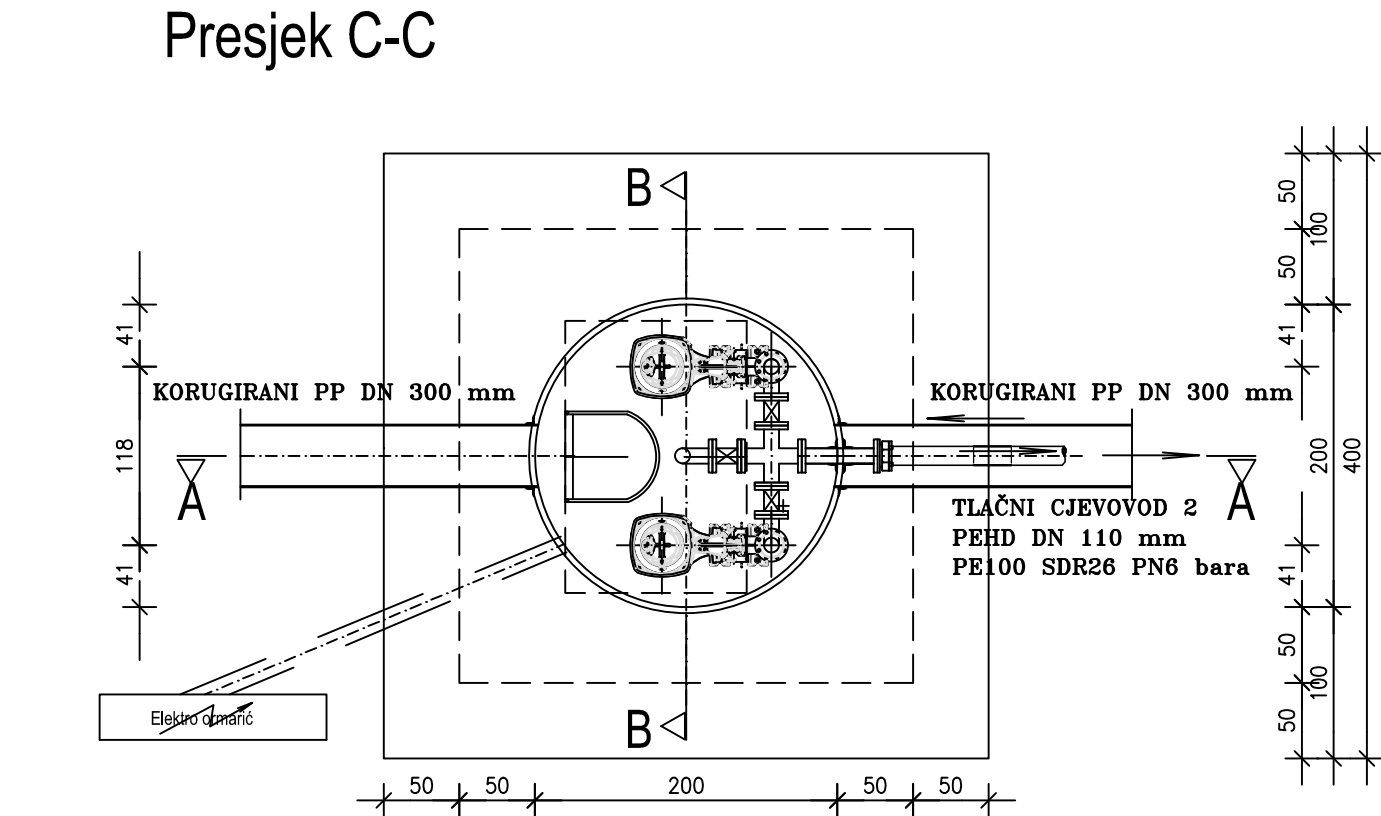 Presjek C-C
B
50
100
50
41
41
KORUGIRANI PP DN 300 mm
KORUGIRANI PP DN 300 mm
118
200
400
A
A
TLAČNI CJEVOVOD 2
PEHD DN 110 mm
PE100 SDR26 PN6 bara
41
41
50
100
50
Elektro ormarić
B
50
50
200
50
50